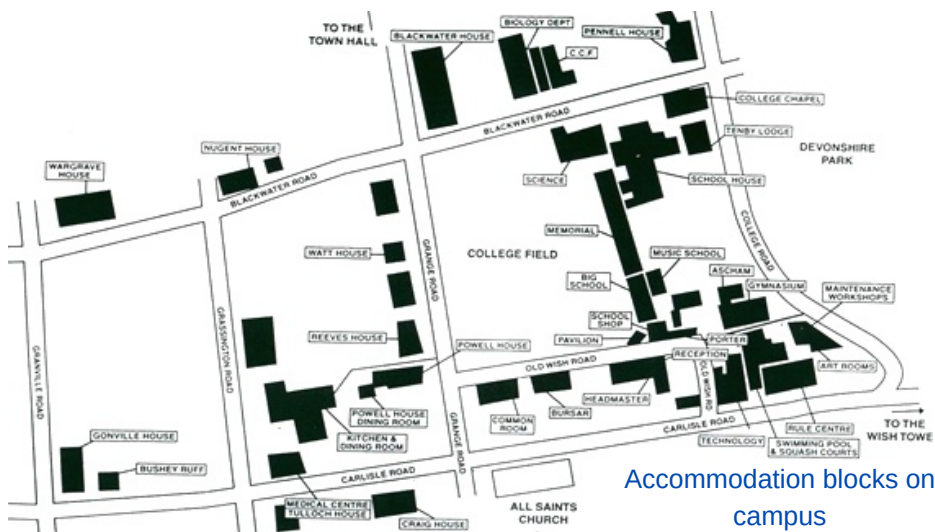 TO THE
TOWN HALL
BLACKWATER HOUSE
BIOLOGY DEPT
C.C.F.
PENNELL HOUSE
COLLEGE CHAPEL
BLACKWATER ROAD
TENBY LODGE
DEVONSHIRE
PARK
NUGENT HOUSE
WARGRAVE
HOUSE
BLACKWATER ROAD
SCIENCE
SCHOOL HOUSE
COLLEGE ROAD
MEMORIAL
WATT HOUSE
GRANGE ROAD
COLLEGE FIELD
MUSIC SCHOOL
ASCHAM
BIG
SCHOOL
GYMNASIUM
MAINTENANCE
WORKSHOPS
GRASSINGTON ROAD
REEVES HOUSE
SCHOOL
SHOP
PAVILION
PORTER
POWELL HOUSE
RECEPTION
OLD WISH ROAD
ART ROOMS
GRANVILLE ROAD
OLD WISH RD
HEADMASTER
POWELL HOUSE
DINING ROOM
COMMON
ROOM
BURSAR
KITCHEN &
DINING ROOM
GRANGE ROAD
CARLISLE ROAD
RULE CENTRE
TO THE
WISH TOWE
GONVILLE HOUSE
TECHNOLOGY
SWIMMING POOL
& SQUASH COURTS
BUSHEY RUFF
CARLISLE ROAD
MEDICAL CENTRE
TULLOCH HOUSE
CRAIG HOUSE
ALL SAINTS
CHURCH
Accommodation blocks on
campus